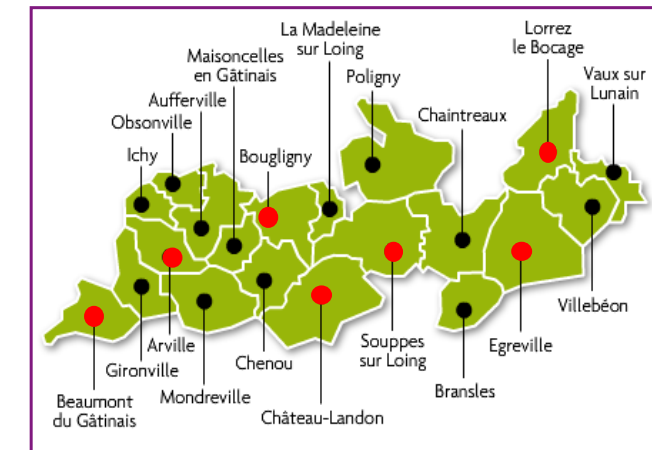 La Madeleine
sur Loing
Lorrez
le Bocage
Maisoncelles
en Gâtinais
Poligny
Vaux sur
Lunain
Aufferville
Chaintreaux
Obsonville
Ichy
Bougligny
Villebéon
Arville
Souppes
sur Loing
Egreville
Gironville
Chenou
Bransles
Beaumont
du Gâtinais
Mondreville
Château-Landon